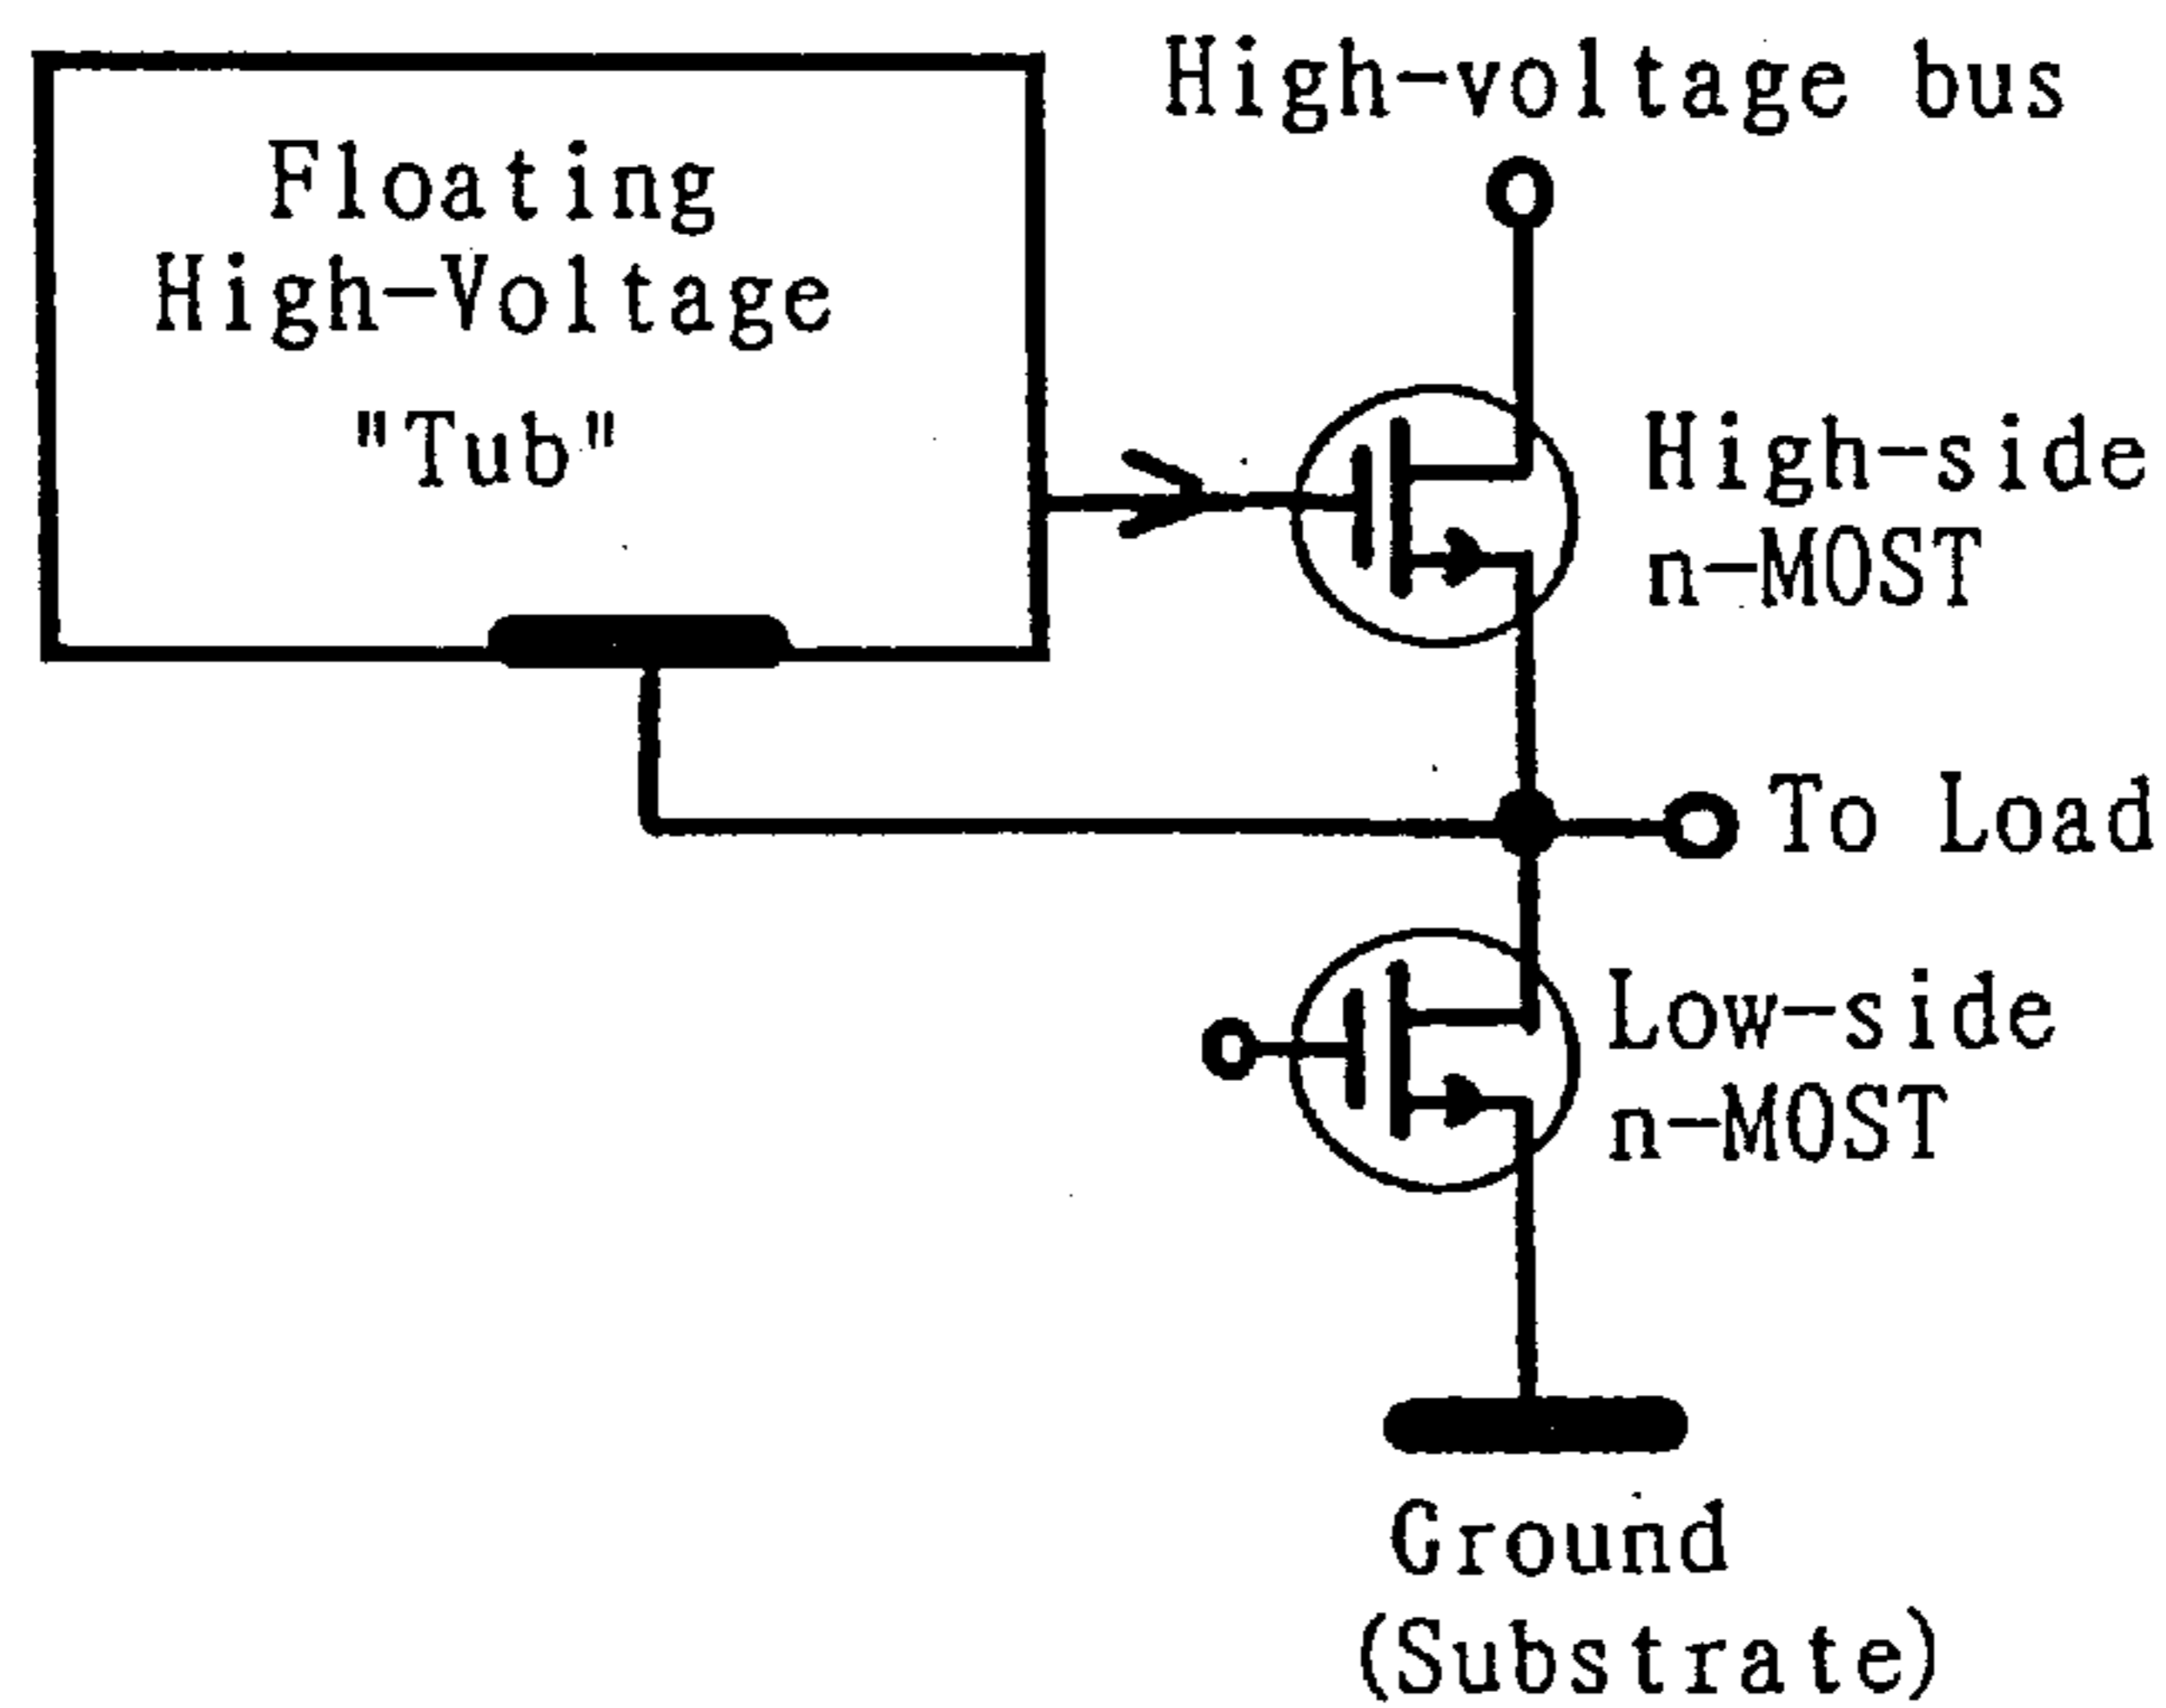 High-voltage bus
Floating
High-Voltage
"Tub"
High-side
n-MOST
To Load
Low-side
n-MOST
Ground
(Substrate)